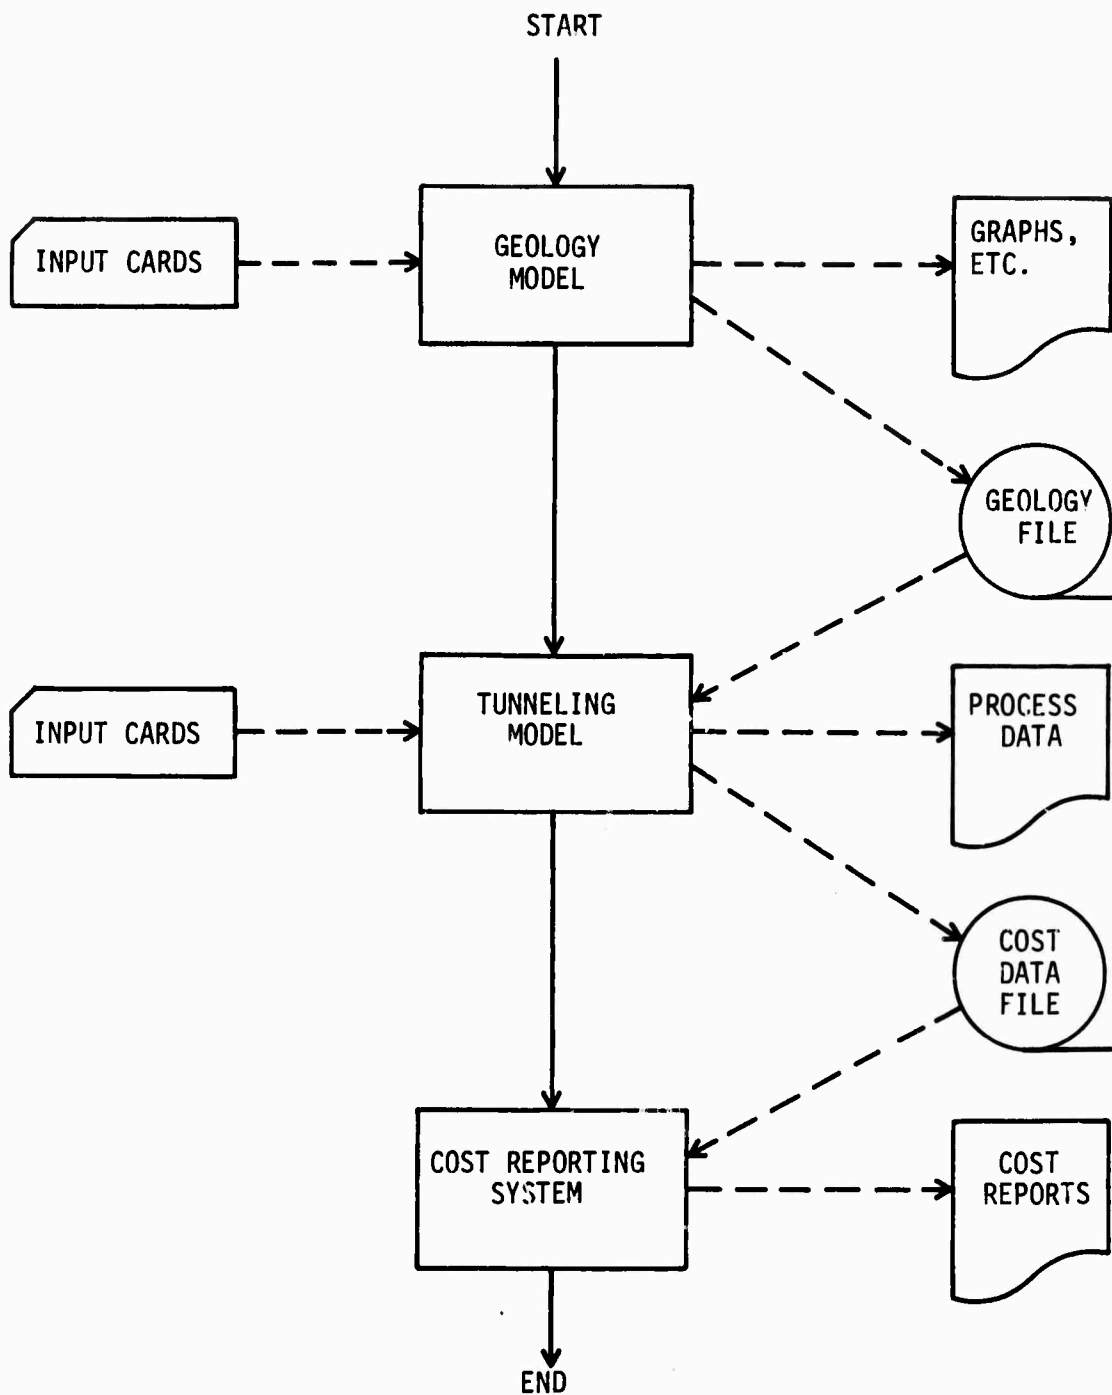 START
INPUT CARDS
GEOLOGY
MODEL
GRAPHS,
ETC.
GEOLOGY
FILE
INPUT CARDS
TUNNELING
MODEL
PROCESS
DATA
COST
DATA
FILE
COST REPORTING
SYSTEM
COST
REPORTS
END